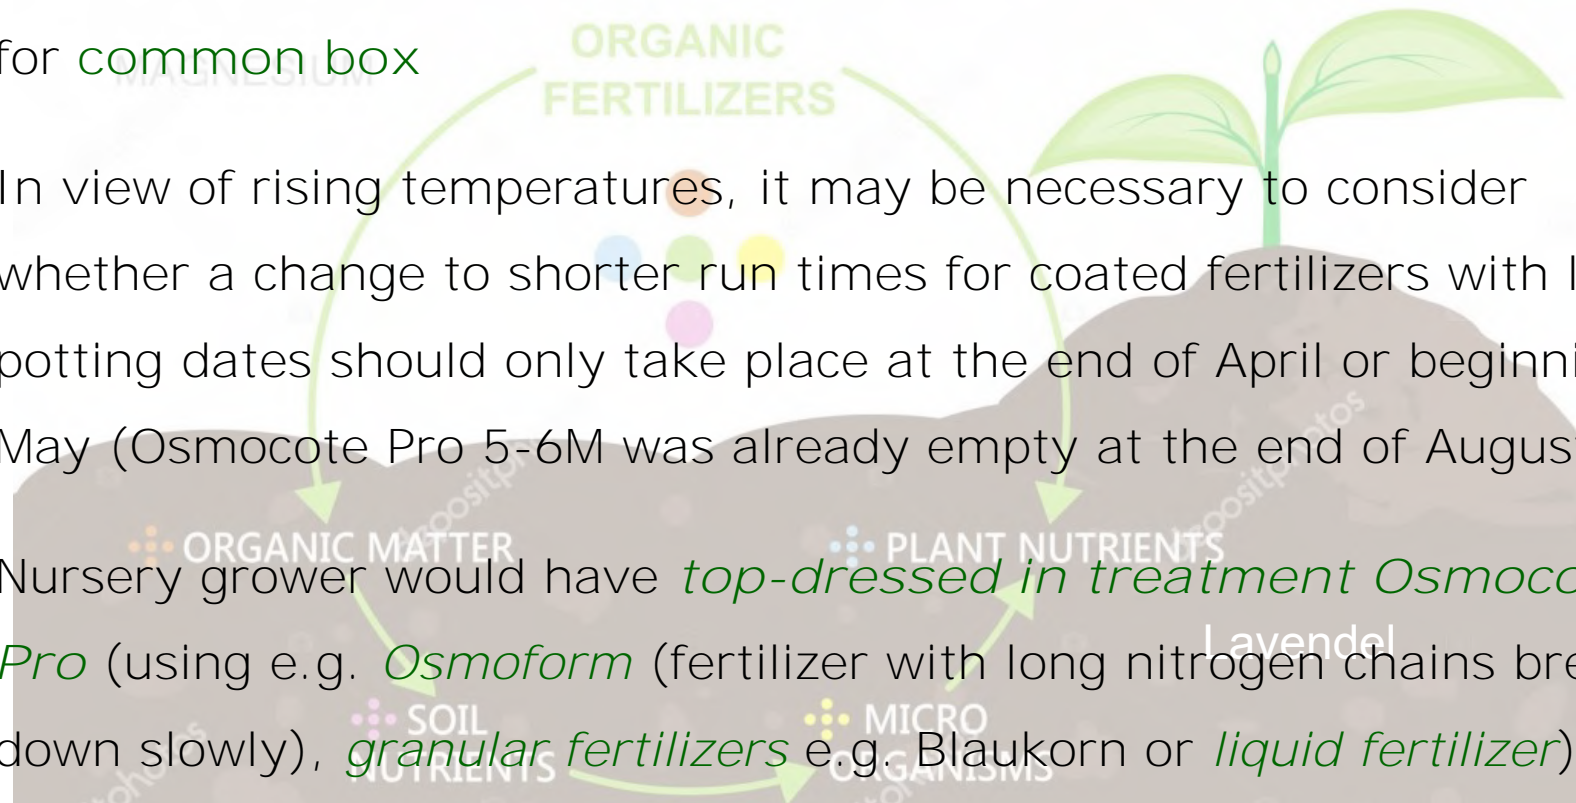 for common box
MAGNESIUM
ORGANIC
FERTILIZERS
In view of rising temperatures, it may be necessary to consider
whether a change to shorter run times for coated fertilizers with l
potting dates should only take place at the end of April or beginni
May (Osmocote Pro 5-6M was already empty at the end of Augus
ORGANIC MATTER
PLANT NUTRIENTS
Nursery grower would have top-dressed in treatment Osmoco
Lavendel
Pro (using e.g. Osmoform (fertilizer with long nitrogen chains bre
SOIL
NUTRIENTS
MICRO
ORGANISMS
down slowly), granular fertilizers e.g. Blaukorn or liquid fertilizer)
depositphotos